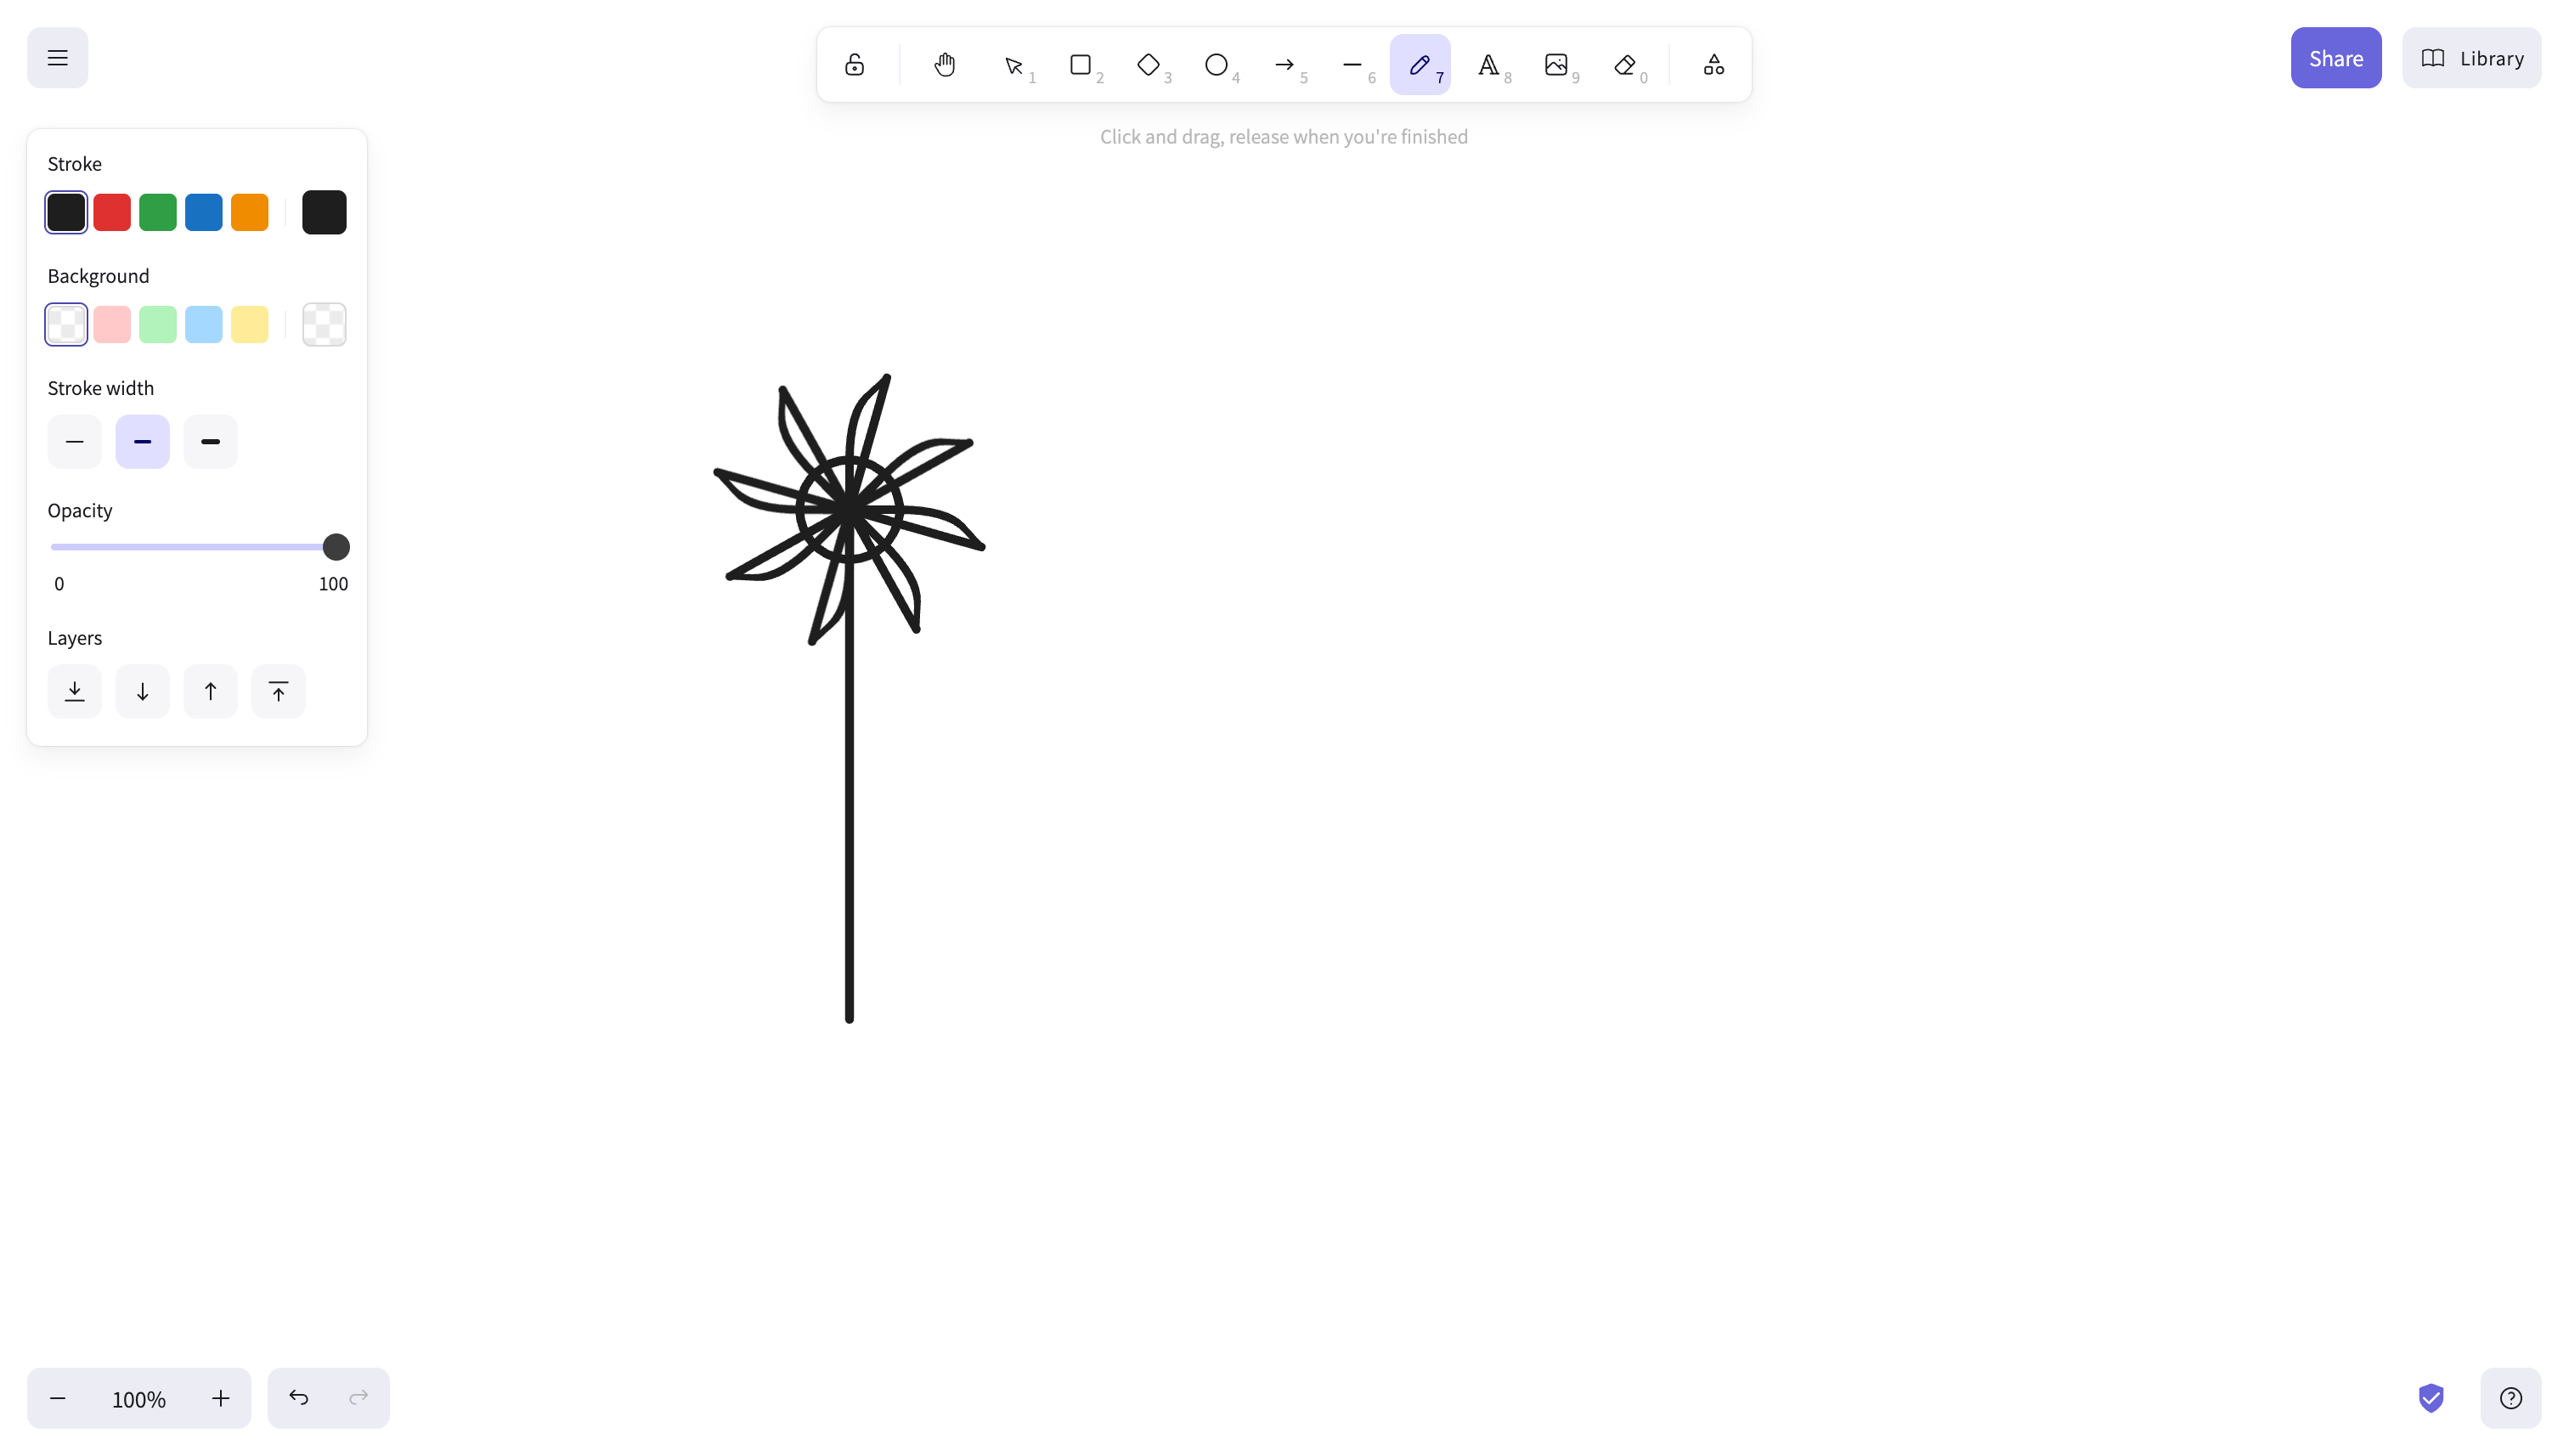 1
2
3
4
5
6
7
8
9
0
Share
Library
Click and drag, release when you're finished
Stroke
Background
Stroke width
Opacity
0
100
Layers
100%